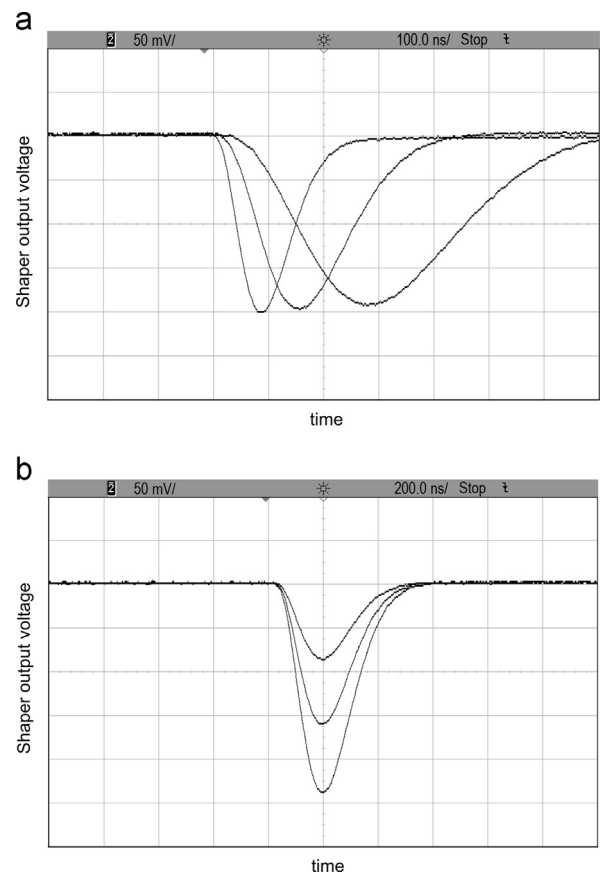 a
2 50 mV/ 100.0 ns/ Stop
Shaper output voltage
time
b
2 50 mV/ 200.0 ns/ Stop
Shaper output voltage
time